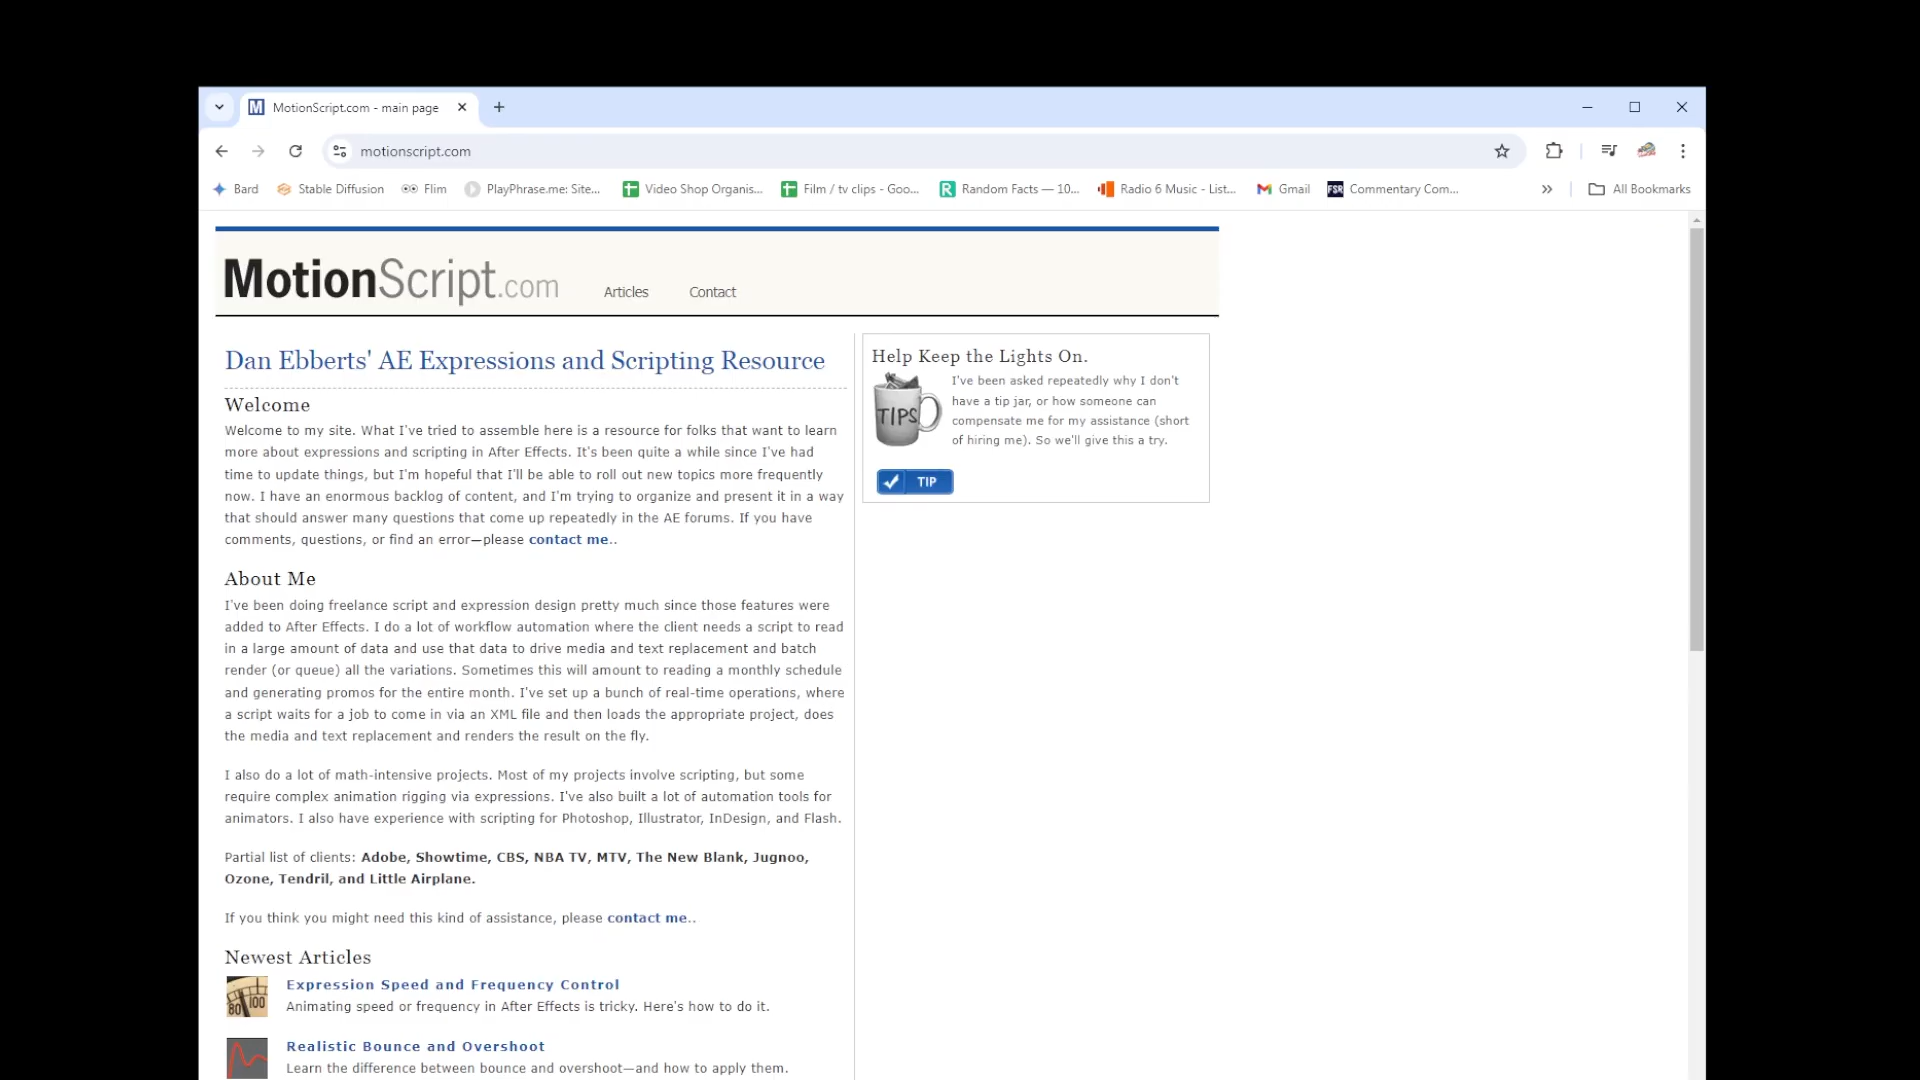 MotionScript.com - main page
motionscript.com
Bard
Stable Diffusion
Flim
PlayPhrase.me: Site...
Video Shop Organis...
Film / tv clips - Goo...
Random Facts — 10...
Radio 6 Music - List...
Gmail
FSR
Commentary Com...
All Bookmarks
MotionScript.com
Articles
Contact
Dan Ebberts' AE Expressions and Scripting Resource
Welcome
Welcome to my site. What I've tried to assemble here is a resource for folks that want to learn
more about expressions and scripting in After Effects. It's been quite a while since I've had
time to update things, but I'm hopeful that I'll be able to roll out new topics more frequently
now. I have an enormous backlog of content, and I'm trying to organize and present it in a way
that should answer many questions that come up repeatedly in the AE forums. If you have
comments, questions, or find an error—please contact me..
About Me
I've been doing freelance script and expression design pretty much since those features were
added to After Effects. I do a lot of workflow automation where the client needs a script to read
in a large amount of data and use that data to drive media and text replacement and batch
render (or queue) all the variations. Sometimes this will amount to reading a monthly schedule
and generating promos for the entire month. I've set up a bunch of real-time operations, where
a script waits for a job to come in via an XML file and then loads the appropriate project, does
the media and text replacement and renders the result on the fly.
I also do a lot of math-intensive projects. Most of my projects involve scripting, but some
require complex animation rigging via expressions. I've also built a lot of automation tools for
animators. I also have experience with scripting for Photoshop, Illustrator, InDesign, and Flash.
Partial list of clients: Adobe, Showtime, CBS, NBA TV, MTV, The New Blank, Jugnoo,
Ozone, Tendril, and Little Airplane.
If you think you might need this kind of assistance, please contact me..
Newest Articles
80 100
Expression Speed and Frequency Control
Animating speed or frequency in After Effects is tricky. Here's how to do it.
Realistic Bounce and Overshoot
Learn the difference between bounce and overshoot—and how to apply them.
Help Keep the Lights On.
TIPS
I've been asked repeatedly why I don't
have a tip jar, or how someone can
compensate me for my assistance (short
of hiring me). So we'll give this a try.
TIP